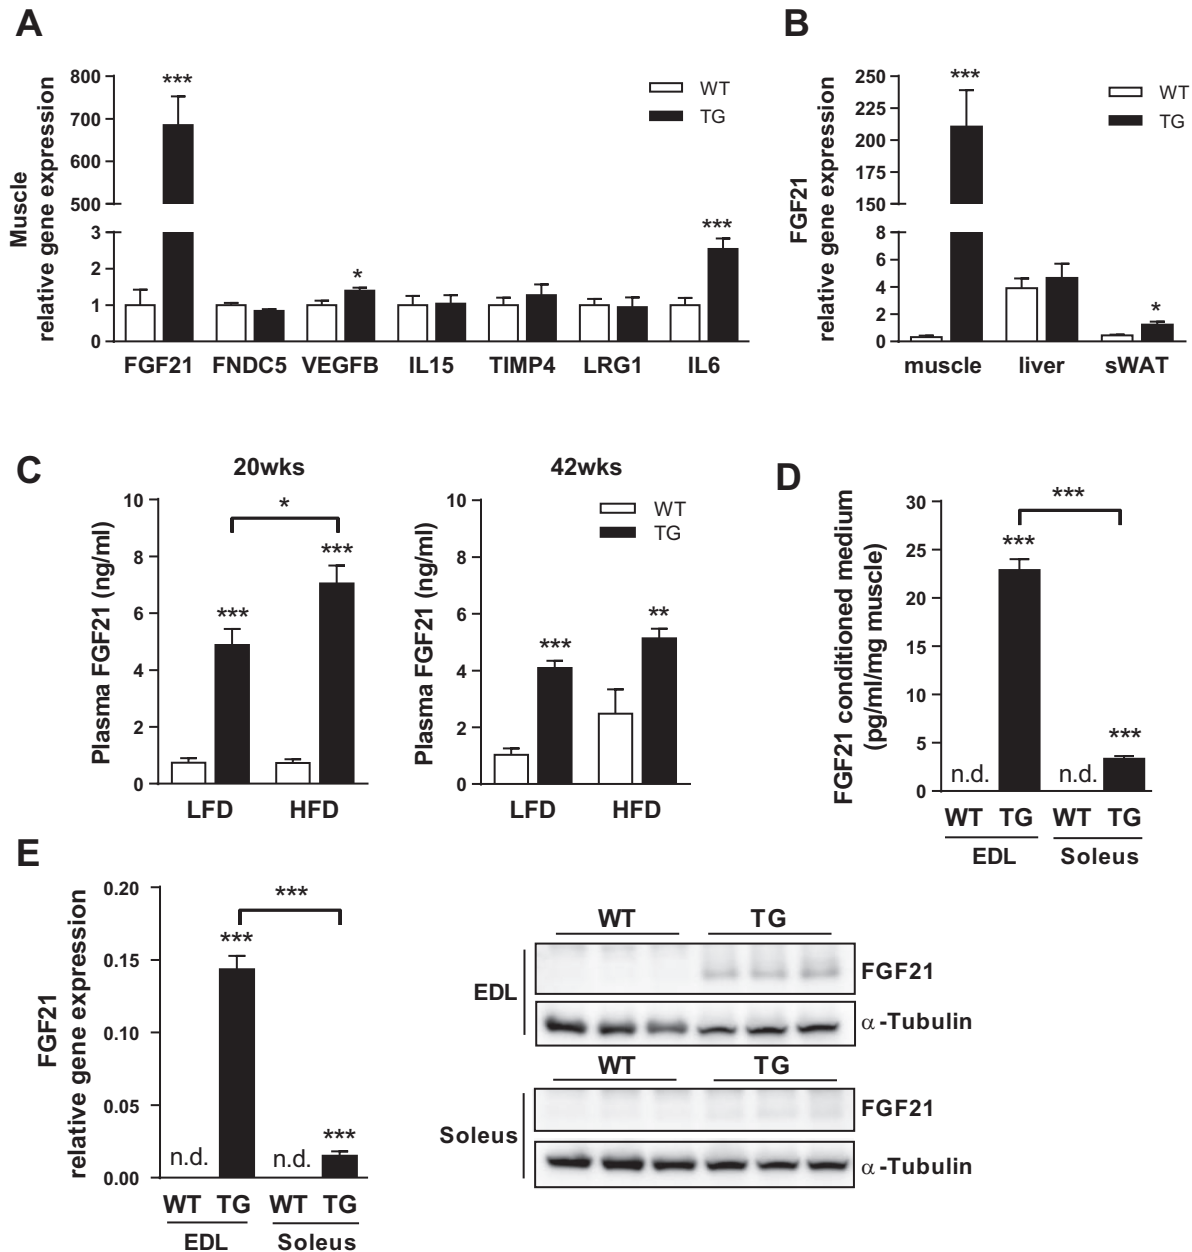 A
Muscle
relative gene expression
800
700
600
500
3
2
1
0
***
*
***
WT
TG
FGF21 FNDC5 VEGFB IL15 TIMP4 LRG1 IL6
B
FGF21
relative gene expression
250
225
200
175
150
8
6
4
2
0
***
*
WT
TG
muscle liver sWAT
C
20wks
Plasma FGF21 (ng/ml)
10
8
6
4
2
0
*
***
***
LFD HFD
42wks
Plasma FGF21 (ng/ml)
10
8
6
4
2
0
WT
TG
***
**
LFD HFD
D
FGF21 conditioned medium
(pg/ml/mg muscle)
30
25
20
15
10
5
0
***
***
***
n.d. n.d.
WT TG WT TG
EDL Soleus
E
FGF21
relative gene expression
0.20
0.15
0.10
0.05
0.00
***
***
***
n.d. n.d.
WT TG WT TG
EDL Soleus
WT TG
EDL
FGF21
α-Tubulin
WT TG
Soleus
FGF21
α-Tubulin